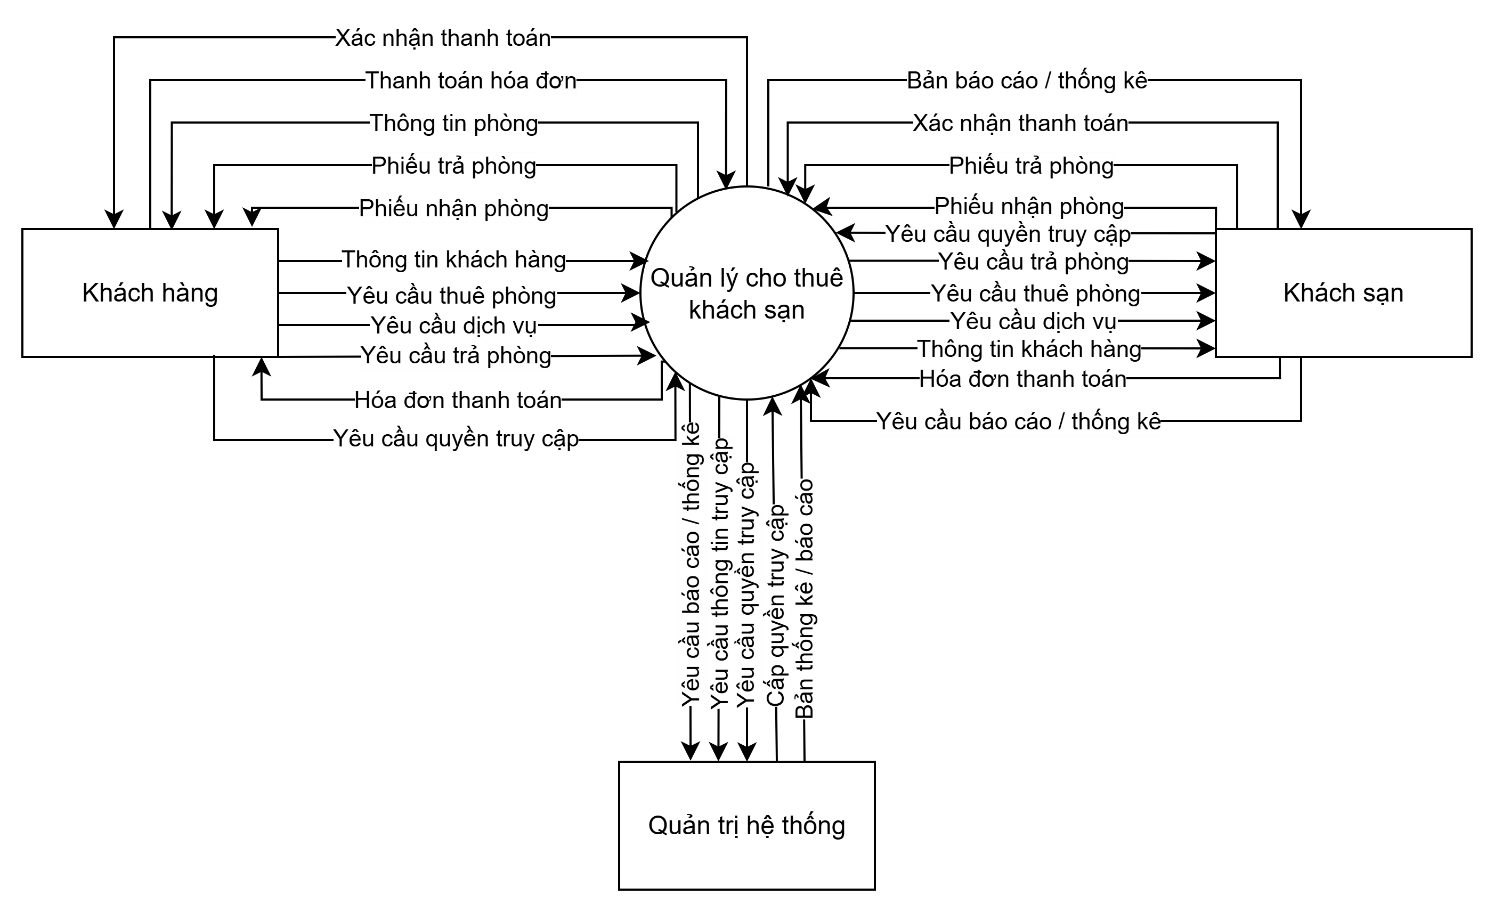 Xác nhận thanh toán
Thanh toán hóa đơn
Thông tin phòng
Phiếu trả phòng
Phiếu nhận phòng
Khách hàng
Thông tin khách hàng
Yêu cầu thuê phòng
Yêu cầu dịch vụ
Yêu cầu trả phòng
Hóa đơn thanh toán
Yêu cầu quyền truy cập
Quản lý cho thuê
khách sạn
Bản báo cáo / thống kê
Xác nhận thanh toán
Phiếu trả phòng
Phiếu nhận phòng
Yêu cầu quyền truy cập
Yêu cầu trả phòng
Yêu cầu thuê phòng
Yêu cầu dịch vụ
Thông tin khách hàng
Hóa đơn thanh toán
Yêu cầu báo cáo / thống kê
Khách sạn
Yêu cầu báo cáo / thống kê
Yêu cầu thông tin truy cập
Yêu cầu quyền truy cập
Cấp quyền truy cập
Bản thống kê / báo cáo
Quản trị hệ thống